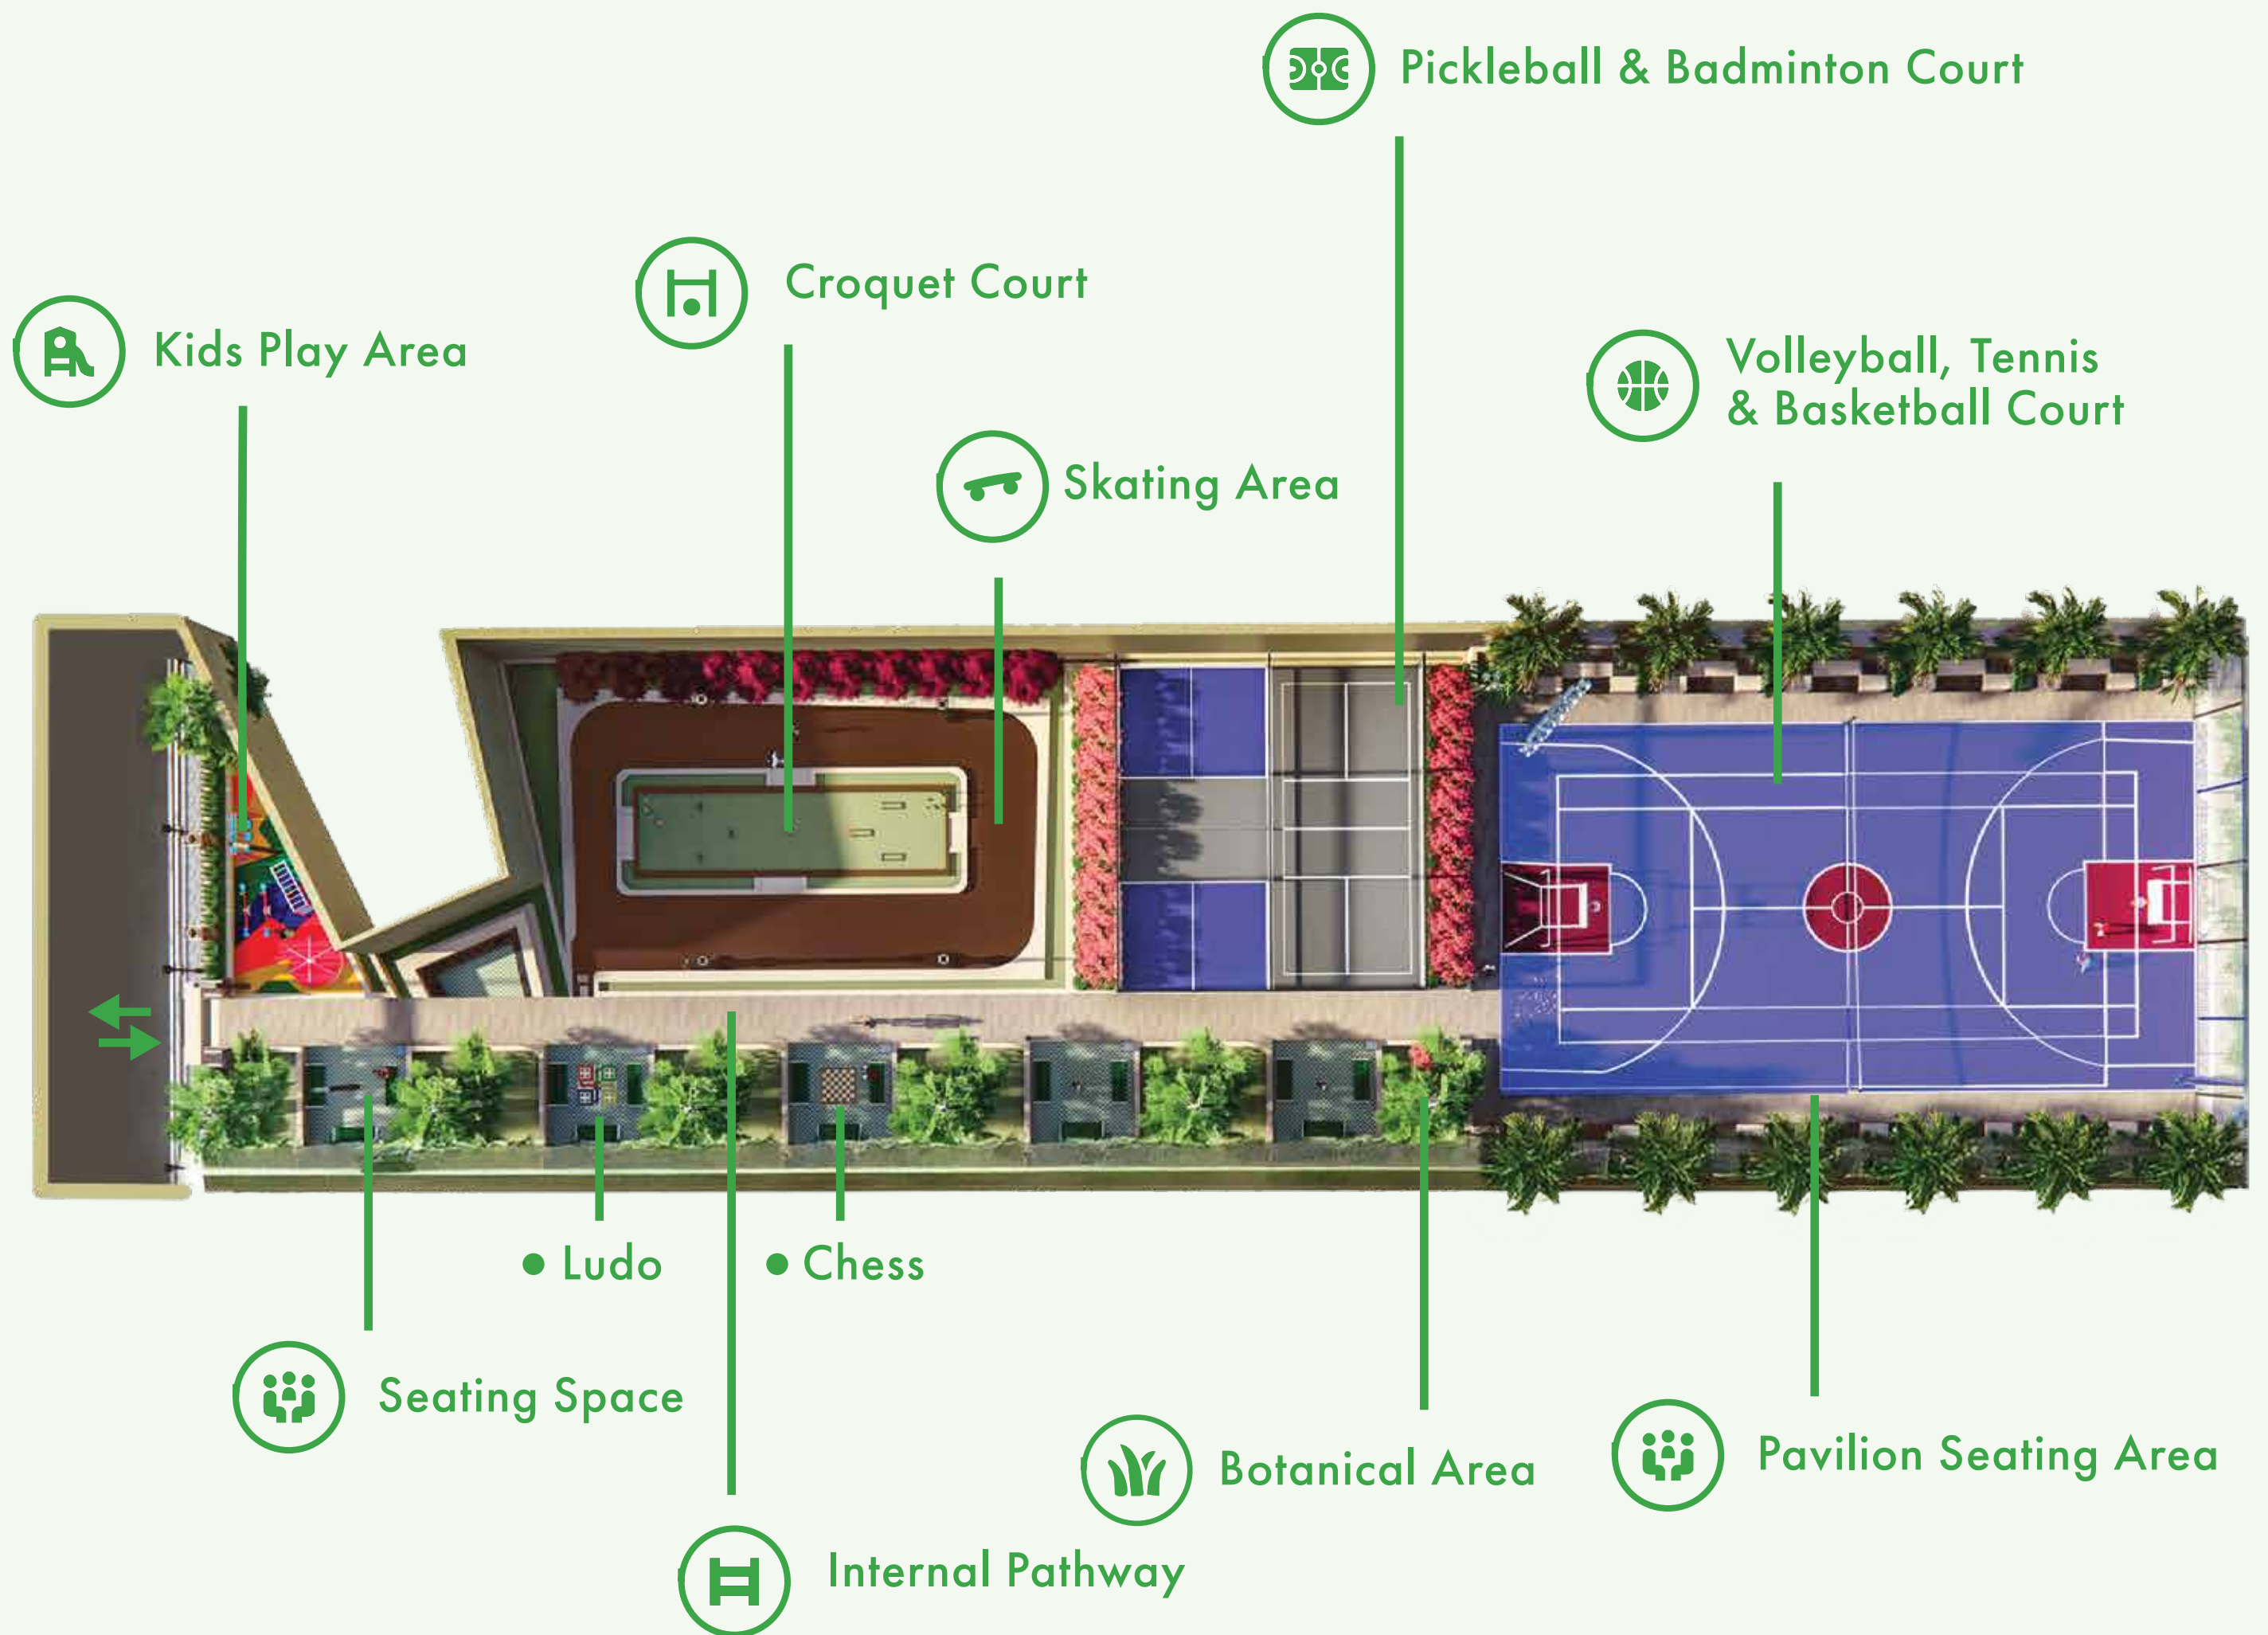 Pickleball & Badminton Court
Croquet Court
Kids Play Area
Volleyball, Tennis
& Basketball Court
Skating Area
• Ludo
• Chess
Seating Space
Botanical Area
Pavilion Seating Area
Internal Pathway